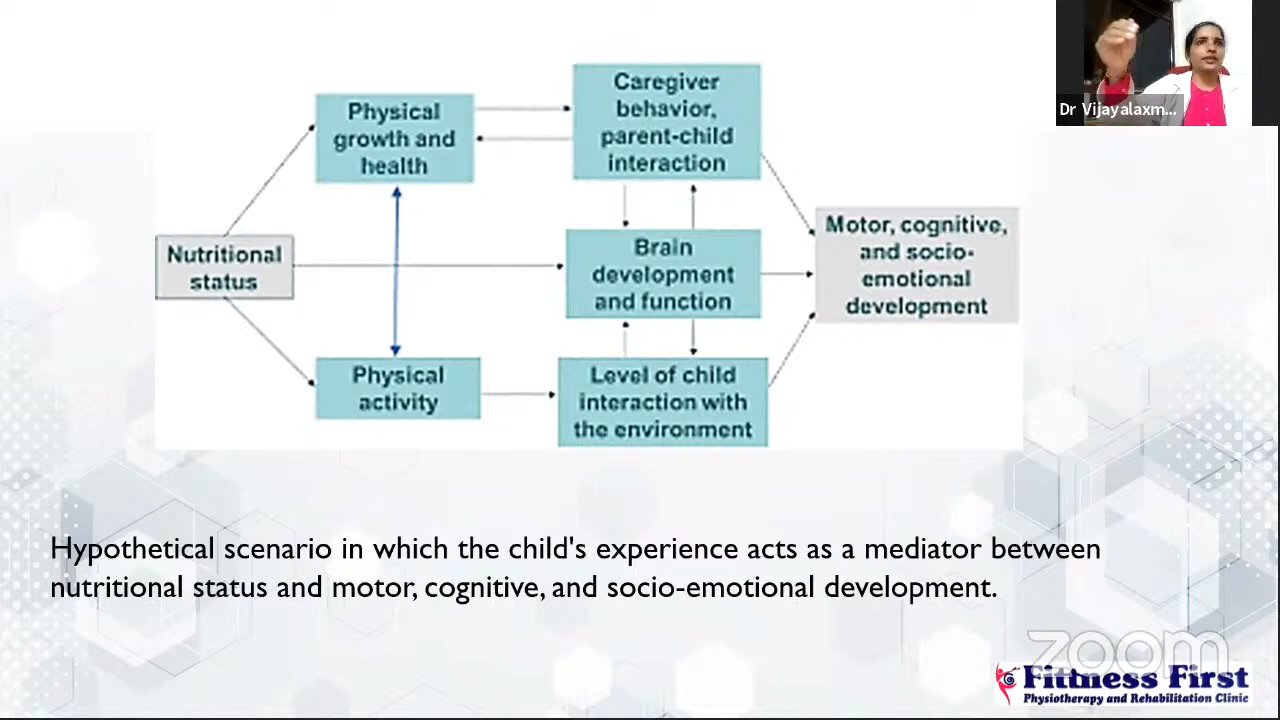 Dr Vijayalaxm...
Physical
growth and
health
Caregiver
behavior,
parent-child
interaction
Nutritional
status
Brain
development
and function
Motor, cognitive,
and socio-
emotional
development
Physical
activity
Level of child
interaction with
the environment
Hypothetical scenario in which the child's experience acts as a mediator between
nutritional status and motor, cognitive, and socio-emotional development.
zoom
Fittness First
Physiotherapy and Rehabilitation Clinic